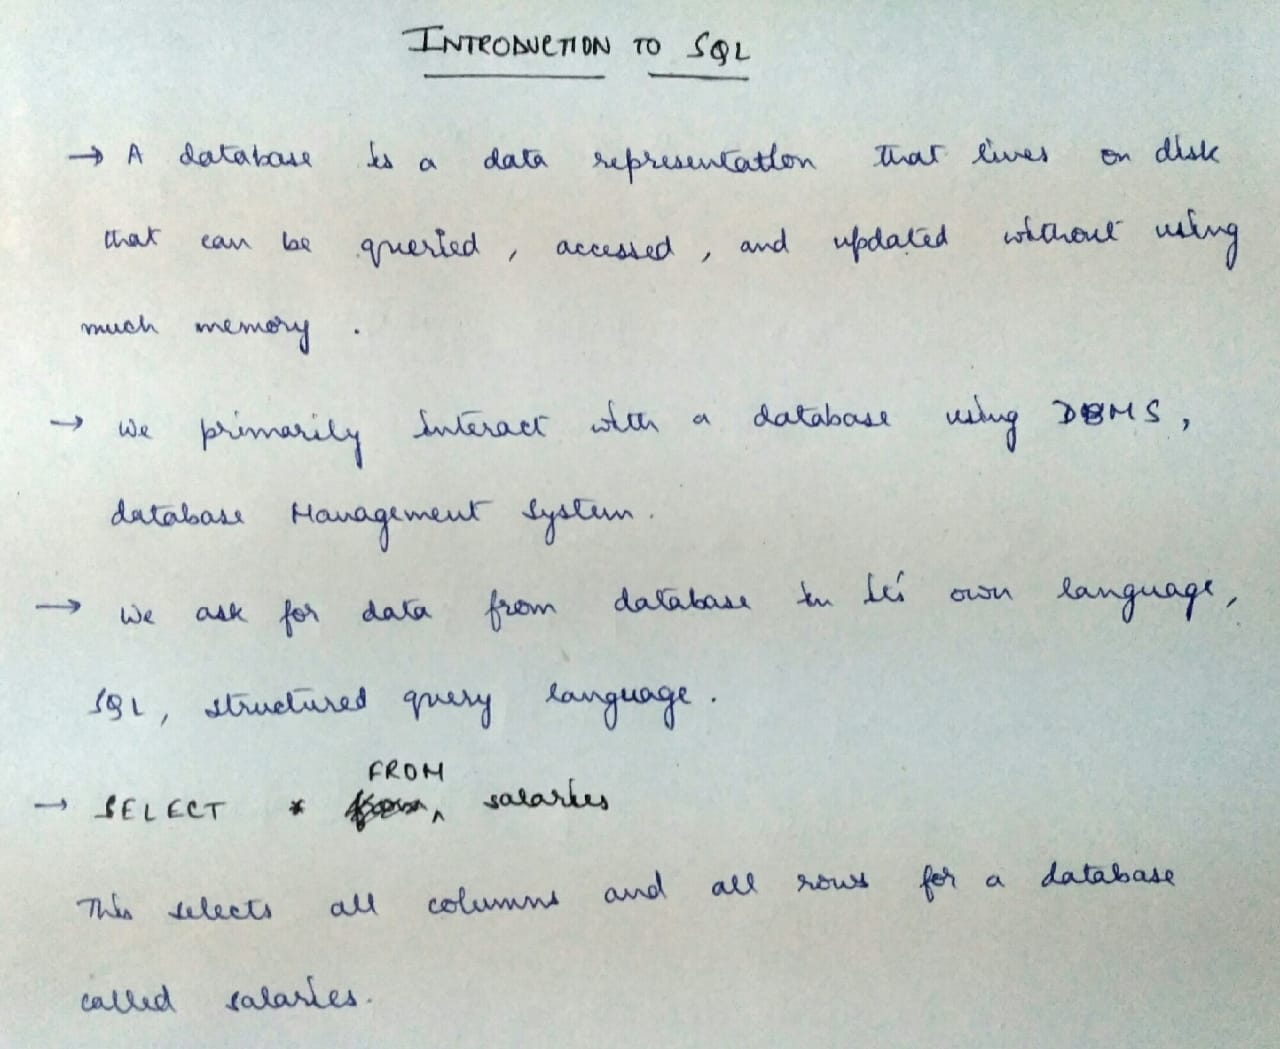 INTRODUCTION TO SQL
→ A database is a data representation that lives on disk
that can be queried, accessed, and updated without using
much memory.
→ We primarily interact with a database using DBMS,
database Management System.
→ We ask for data from database in it's own language,
SQL, structured query language.
FROM
→ SELECT * ^ salaries
This selects all columns and all rows for a database
called salaries.